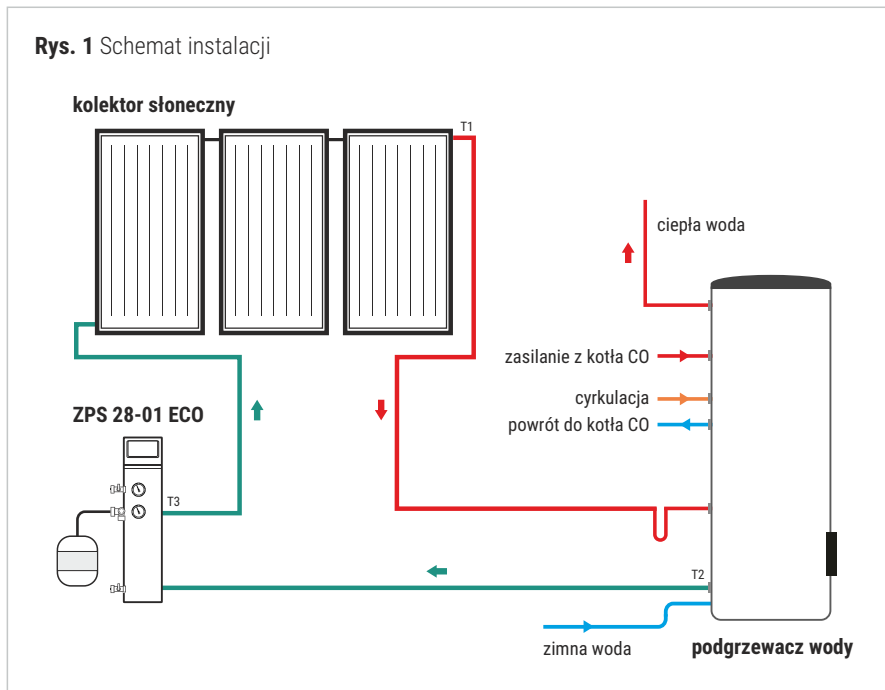 Rys. 1 Schemat instalacji
kolektor słoneczny
T1
ciepła woda
zasilanie z kotła CO
cyrkulacja
powrót do kotła CO
ZPS 28-01 ECO
T3
T2
zimna woda
podgrzewacz wody